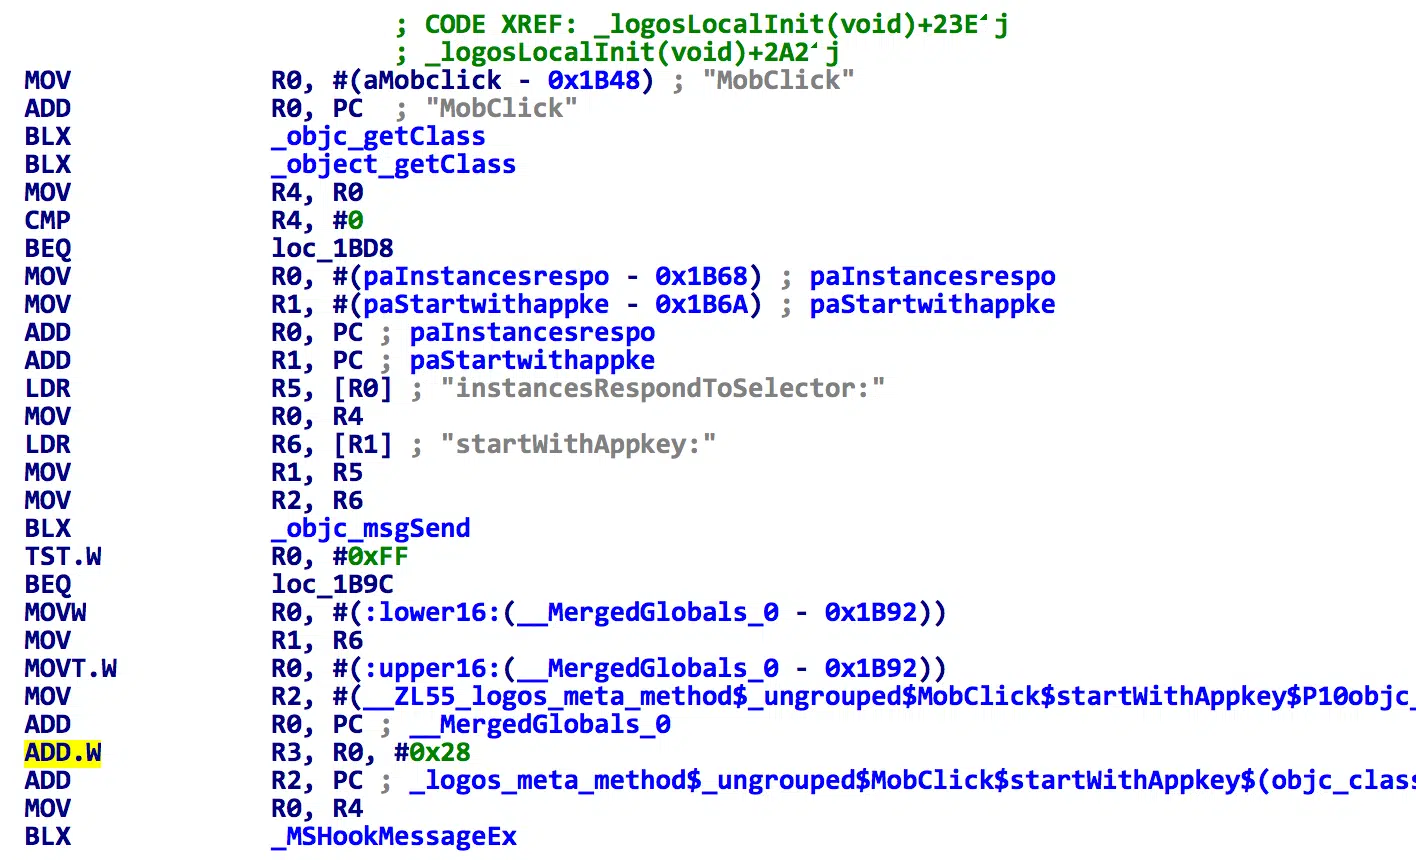 ; CODE XREF: _logosLocalInit(void)+23E↑j
; _logosLocalInit(void)+2A2↑j
MOV R0, #(aMobclick - 0x1B48) ; "MobClick"
ADD R0, PC ; "MobClick"
BLX _objc_getClass
BLX _object_getClass
MOV R4, R0
CMP R4, #0
BEQ loc_1BD8
MOV R0, #(paInstancesrespo - 0x1B68) ; paInstancesrespo
MOV R1, #(paStartwithappke - 0x1B6A) ; paStartwithappke
ADD R0, PC ; paInstancesrespo
ADD R1, PC ; paStartwithappke
LDR R5, [R0] ; "instancesRespondToSelector:"
MOV R0, R4
LDR R6, [R1] ; "startWithAppkey:"
MOV R1, R5
MOV R2, R6
BLX _objc_msgSend
TST.W R0, #0xFF
BEQ loc_1B9C
MOVW R0, #(:lower16:(__MergedGlobals_0 - 0x1B92))
MOV R1, R6
MOVT.W R0, #(:upper16:(__MergedGlobals_0 - 0x1B92))
MOV R2, #(__ZL55_logos_meta_method$_ungrouped$MobClick$startWithAppkey$P10objc_
ADD R0, PC ; __MergedGlobals_0
ADD.W R3, R0, #0x28
ADD R2, PC ; _logos_meta_method$_ungrouped$MobClick$startWithAppkey$(objc_clas
MOV R0, R4
BLX _MSHookMessageEx